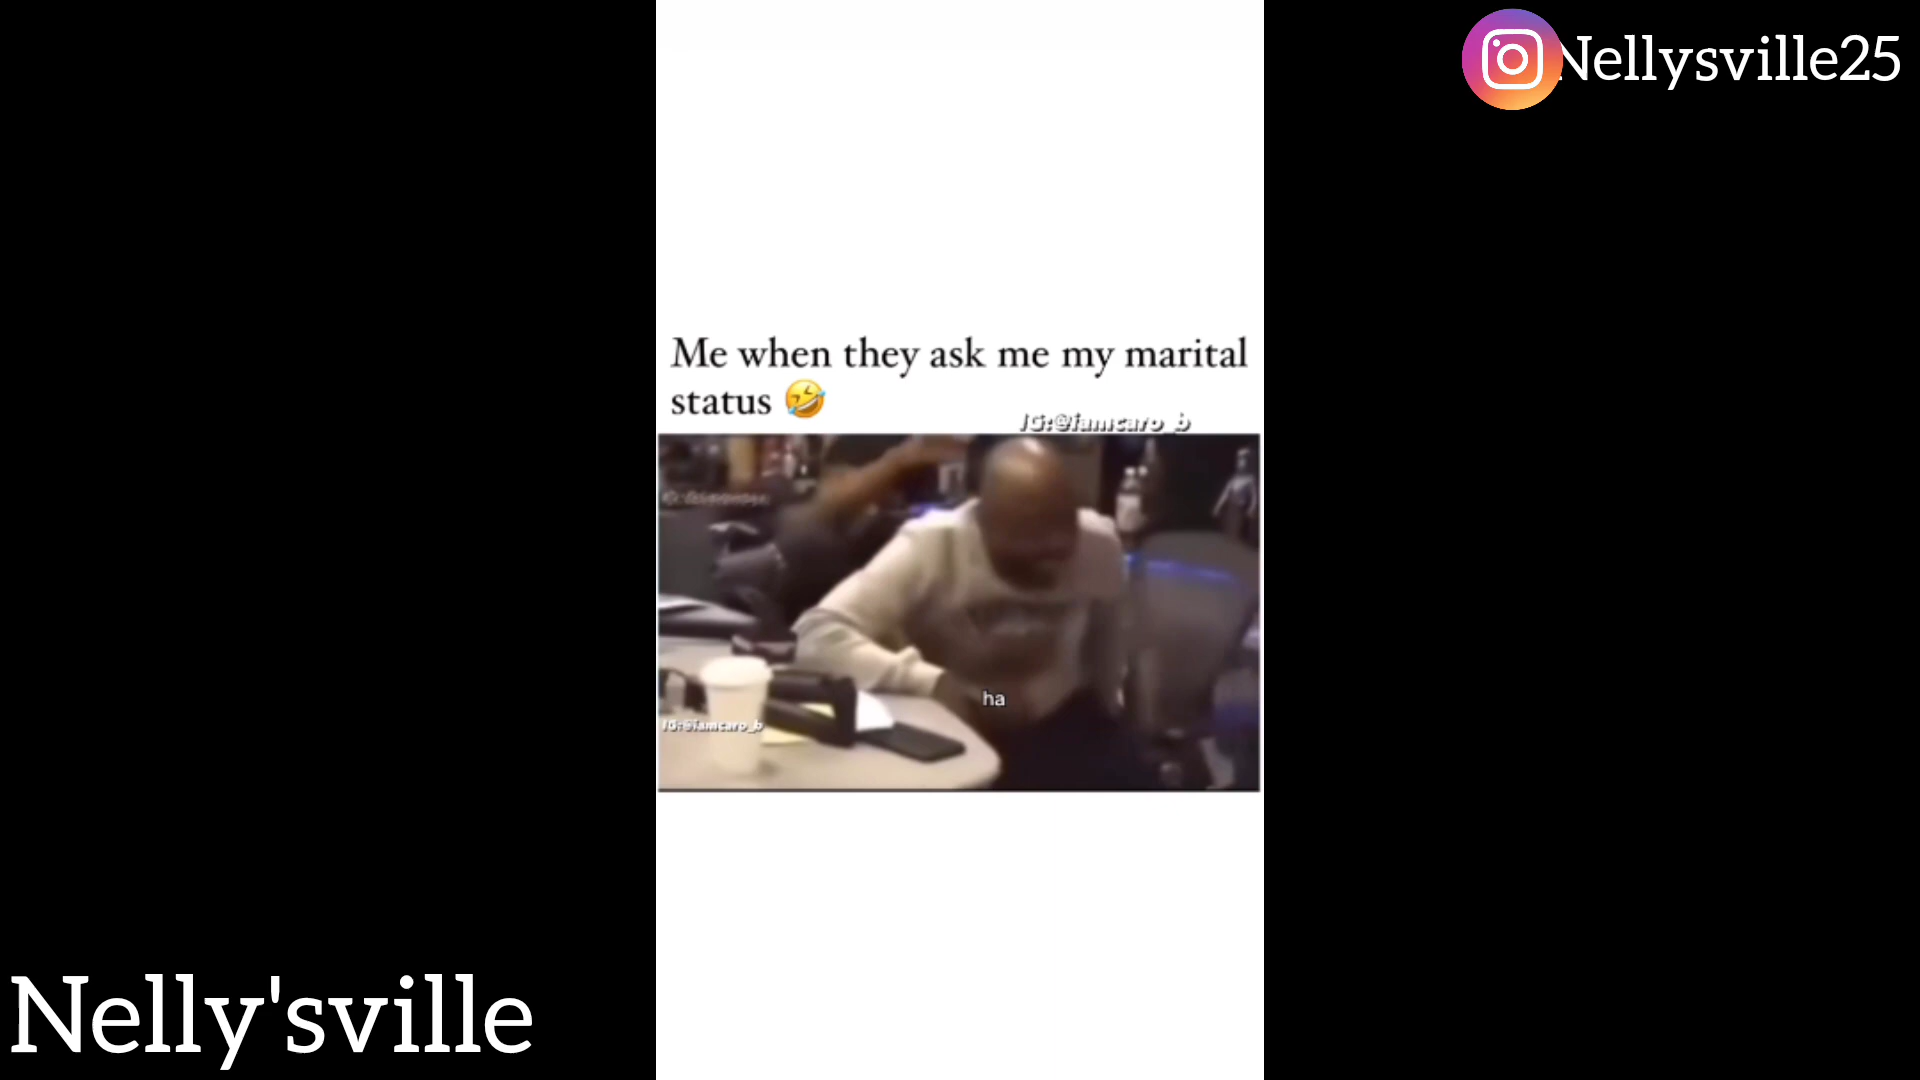 Nellysville25
Me when they ask me my marital
status 🤣
IG:@iamcaro_b
ha
IG:@iamcaro_b
Nelly'sville